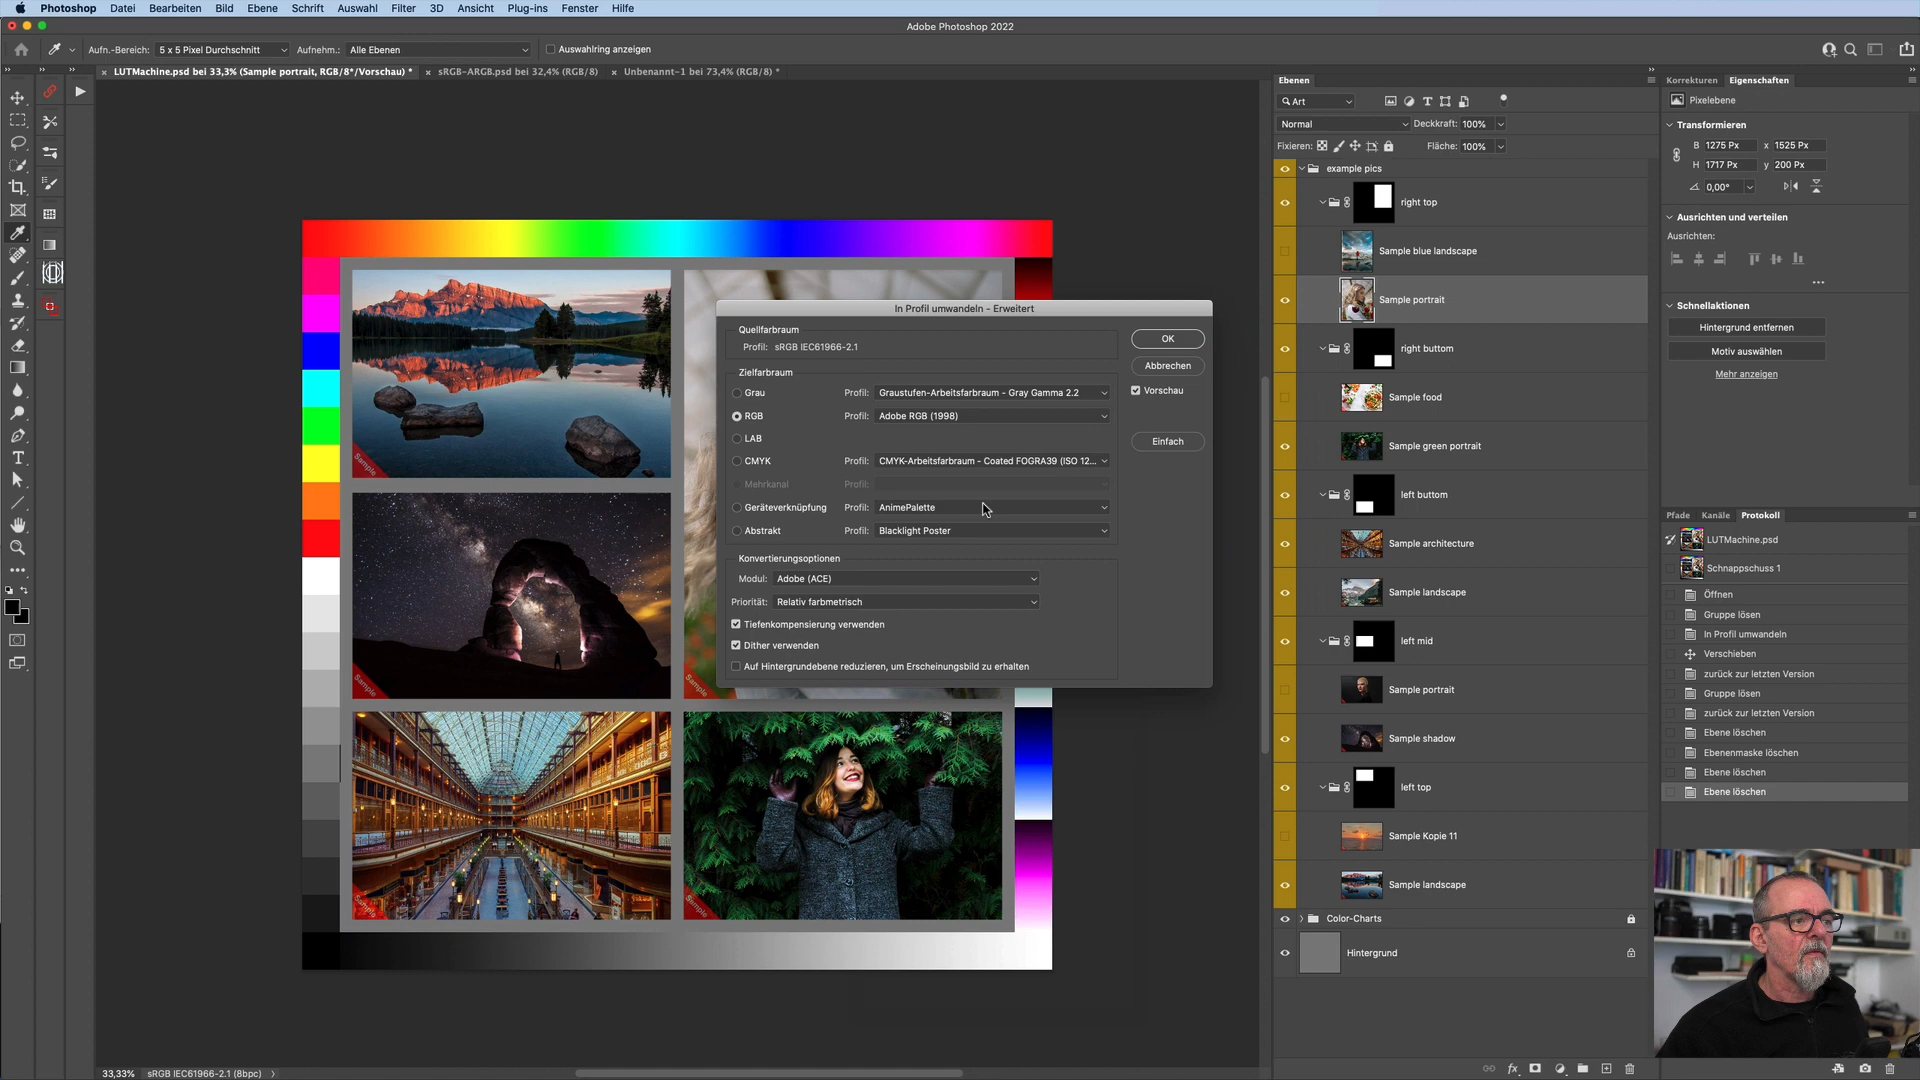 Photoshop Datei Bearbeiten Bild Ebene Schrift Auswahl Filter 3D Ansicht Plug-ins Fenster Hilfe
Adobe Photoshop 2022
Aufn.-Bereich: 5 x 5 Pixel Durchschnitt Aufnehm.: Alle Ebenen Auswahlring anzeigen
LUTMachine.psd bei 33,3% (Sample portrait, RGB/8*/Vorschau) * sRGB-ARGB.psd bei 32,4% (RGB/8) Unbenannt-1 bei 73,4% (RGB/8) *
In Profil umwandeln - Erweitert
Quellfarbraum
Profil: sRGB IEC61966-2.1
Zielfarbraum
Grau Profil: Graustufen-Arbeitsfarbraum - Gray Gamma 2.2
RGB Profil: Adobe RGB (1998)
LAB
CMYK Profil: CMYK-Arbeitsfarbraum - Coated FOGRA39 (ISO 12...
Mehrkanal Profil:
Geräteverknüpfung Profil: AnimePalette
Abstrakt Profil: Blacklight Poster
Konvertierungsoptionen
Modul: Adobe (ACE)
Priorität: Relativ farbmetrisch
Tiefenkompensierung verwenden
Dither verwenden
Auf Hintergrundebene reduzieren, um Erscheinungsbild zu erhalten
OK
Abbrechen
Vorschau
Einfach
Sample
Sample
Sample
Sample
Sample
Ebenen
Art
Normal Deckkraft: 100%
Fixieren: Fläche: 100%
example pics
right top
Sample blue landscape
Sample portrait
right buttom
Sample food
Sample green portrait
left buttom
Sample architecture
Sample landscape
left mid
Sample portrait
Sample shadow
left top
Sample Kopie 11
Sample landscape
Color-Charts
Hintergrund
Korrekturen Eigenschaften
Pixelebene
Transformieren
B 1275 Px x 1525 Px
H 1717 Px y 200 Px
0,00°
Ausrichten und verteilen
Ausrichten:
Schnellaktionen
Hintergrund entfernen
Motiv auswählen
Mehr anzeigen
Pfade Kanäle Protokoll
LUTMachine.psd
Schnappschuss 1
Öffnen
Gruppe lösen
In Profil umwandeln
Verschieben
zurück zur letzten Version
Gruppe lösen
zurück zur letzten Version
Ebene löschen
Ebenenmaske löschen
Ebene löschen
Ebene löschen
33,33% sRGB IEC61966-2.1 (8bpc)